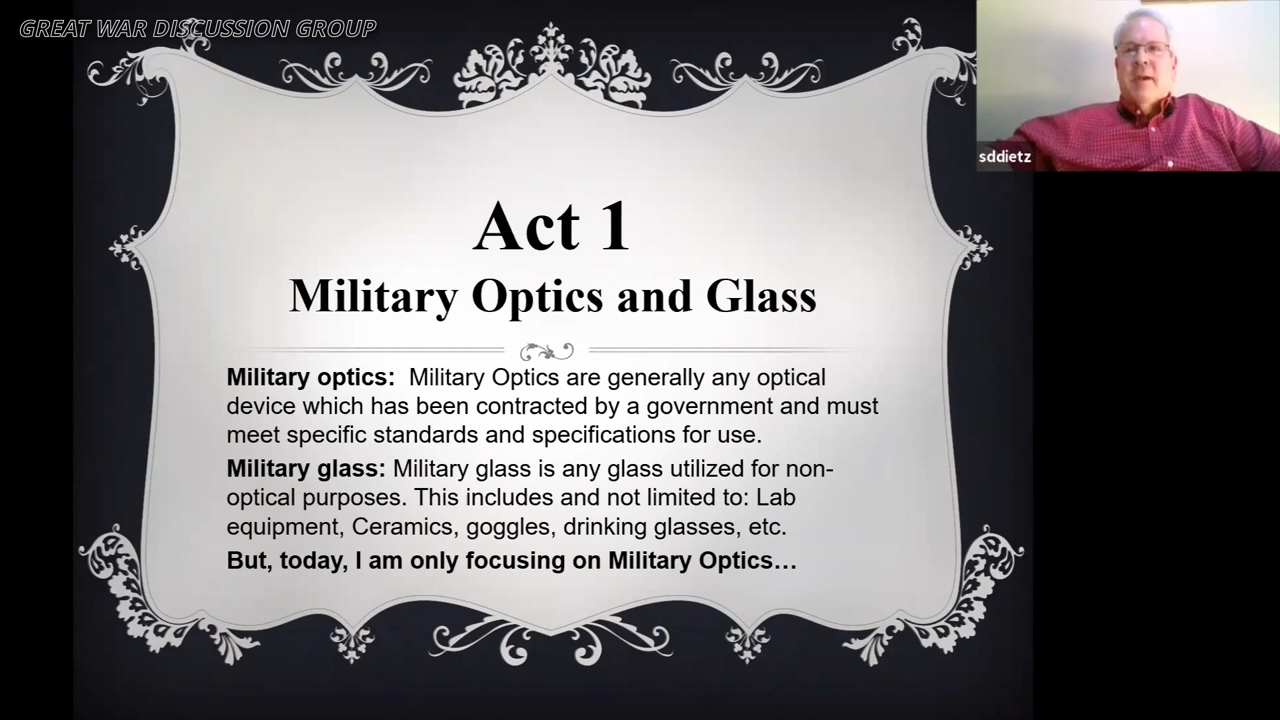 GREAT WAR DISCUSSION GROUP
sddietz
Act 1
Military Optics and Glass
Military optics:  Military Optics are generally any optical
device which has been contracted by a government and must
meet specific standards and specifications for use.
Military glass: Military glass is any glass utilized for non-
optical purposes. This includes and not limited to: Lab
equipment, Ceramics, goggles, drinking glasses, etc.
But, today, I am only focusing on Military Optics…